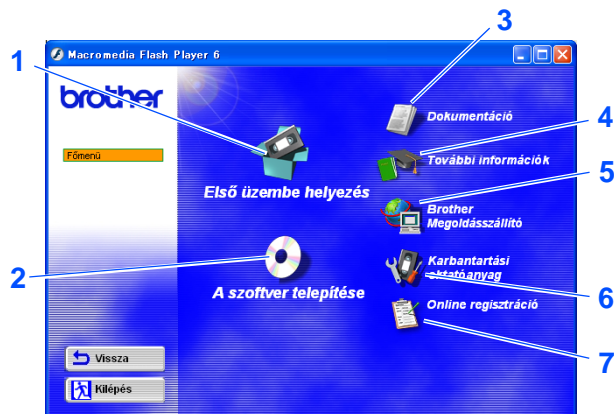 Macromedia Flash Player 6
brother
Főmenü
Első üzembe helyezés
A szoftver telepítése
Dokumentáció
További információk
Brother
Megoldásszállító
Karbantartási
oktatóanyag
Online regisztráció
Vissza
Kilépés
1
2
3
4
5
6
7